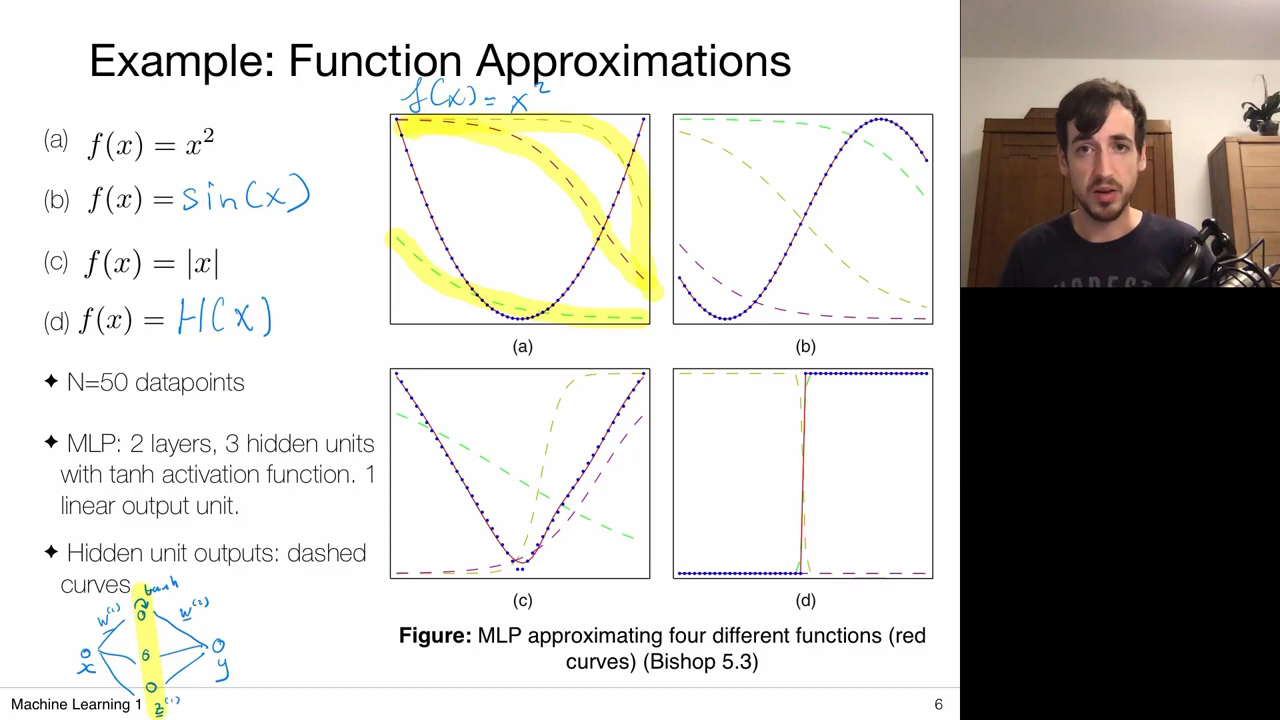 Example: Function Approximations
f(x) = x²
(a) f(x) = x²
(b) f(x) = sin(x)
(c) f(x) = |x|
(d) f(x) = H(x)
✦ N=50 datapoints
✦ MLP: 2 layers, 3 hidden units
with tanh activation function. 1
linear output unit.
✦ Hidden unit outputs: dashed
curves
tanh
w⁽¹⁾
w⁽²⁾
x
y
z⁽¹⁾
(a)
(b)
(c)
(d)
Figure: MLP approximating four different functions (red
curves) (Bishop 5.3)
Machine Learning 1
6